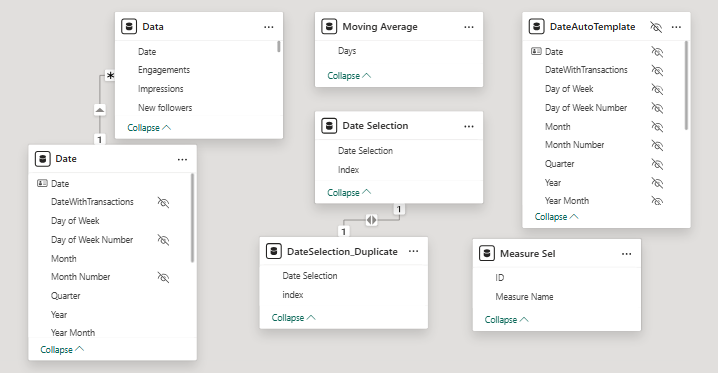 Data
Date
Engagements
Impressions
New followers
Collapse
*
1
Date
Date
DateWithTransactions
Day of Week
Day of Week Number
Month
Month Number
Quarter
Year
Year Month
Collapse
Moving Average
Days
Collapse
Date Selection
Date Selection
Index
Collapse
1
1
DateSelection_Duplicate
Date Selection
index
Collapse
DateAutoTemplate
Date
DateWithTransactions
Day of Week
Day of Week Number
Month
Month Number
Quarter
Year
Year Month
Collapse
Measure Sel
ID
Measure Name
Collapse